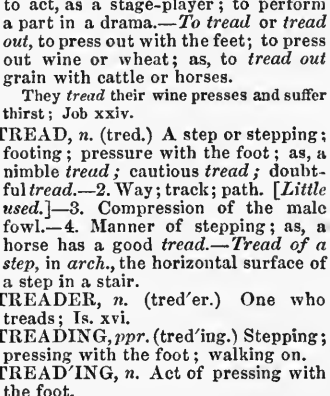 to act, as a stage-player; to perform
a part in a drama.—To tread or tread
out, to press out with the feet; to press
out wine or wheat; as, to tread out
grain with cattle or horses.
They tread their wine presses and suffer
thirst; Job xxiv.
TREAD, n. (tred.) A step or stepping;
footing; pressure with the foot; as, a
nimble tread; cautious tread; doubt-
ful tread.—2. Way; track; path. [Little
used.]—3. Compression of the male
fowl.—4. Manner of stepping; as, a
horse has a good tread.—Tread of a
step, in arch., the horizontal surface of
a step in a stair.
TREADER, n. (tred'er.) One who
treads; Is. xvi.
TREADING, ppr. (tred'ing.) Stepping;
pressing with the foot; walking on.
TREAD'ING, n. Act of pressing with
the foot.